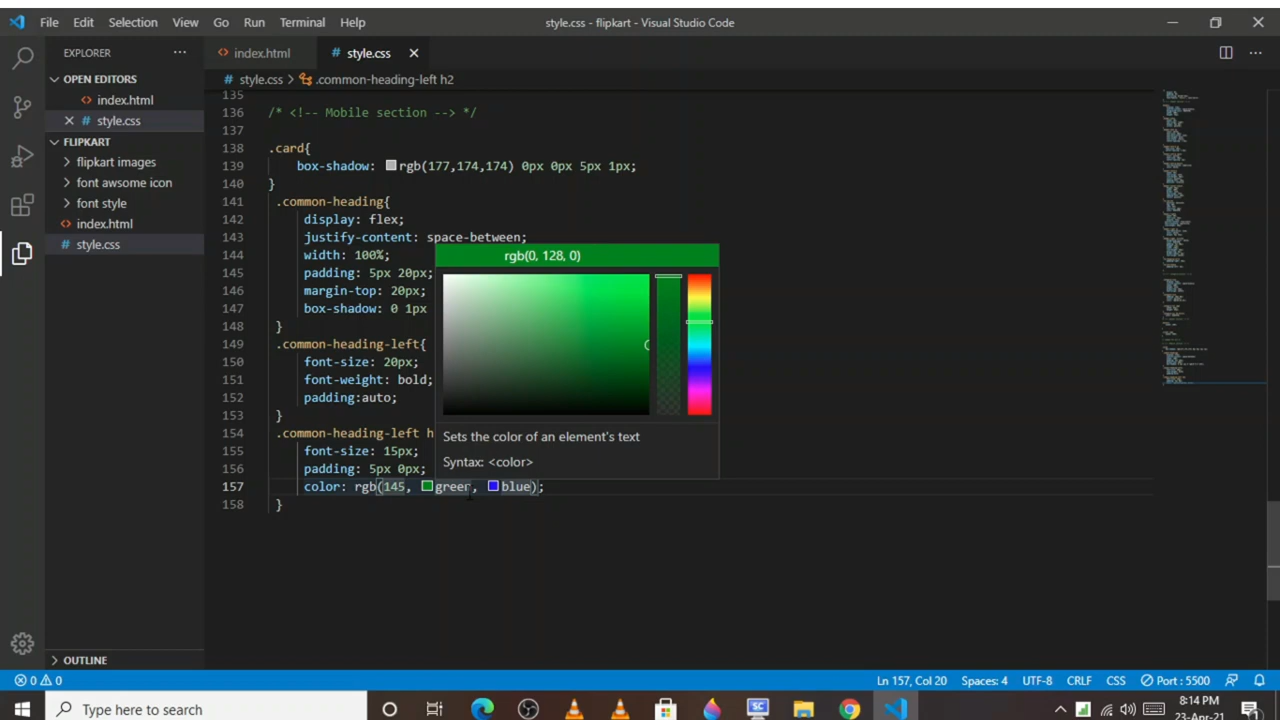 File Edit Selection View Go Run Terminal Help
style.css - flipkart - Visual Studio Code
EXPLORER
OPEN EDITORS
index.html
style.css
FLIPKART
flipkart images
font awsome icon
font style
index.html
style.css
OUTLINE
index.html
style.css
style.css > .common-heading-left h2
135
136 /* <!-- Mobile section --> */
137
138 .card{
139 box-shadow: rgb(177,174,174) 0px 0px 5px 1px;
140 }
141 .common-heading{
142 display: flex;
143 justify-content: space-between;
144 width: 100%;
145 padding: 5px 20px;
146 margin-top: 20px;
147 box-shadow: 0 1px
148 }
149 .common-heading-left{
150 font-size: 20px;
151 font-weight: bold;
152 padding:auto;
153 }
154 .common-heading-left h
155 font-size: 15px;
156 padding: 5px 0px;
157 color: rgb(145, green, blue);
158 }
rgb(0, 128, 0)
Sets the color of an element's text
Syntax: <color>
0 0
Ln 157, Col 20 Spaces: 4 UTF-8 CRLF CSS Port : 5500
Type here to search
8:14 PM
23-Apr-21
1